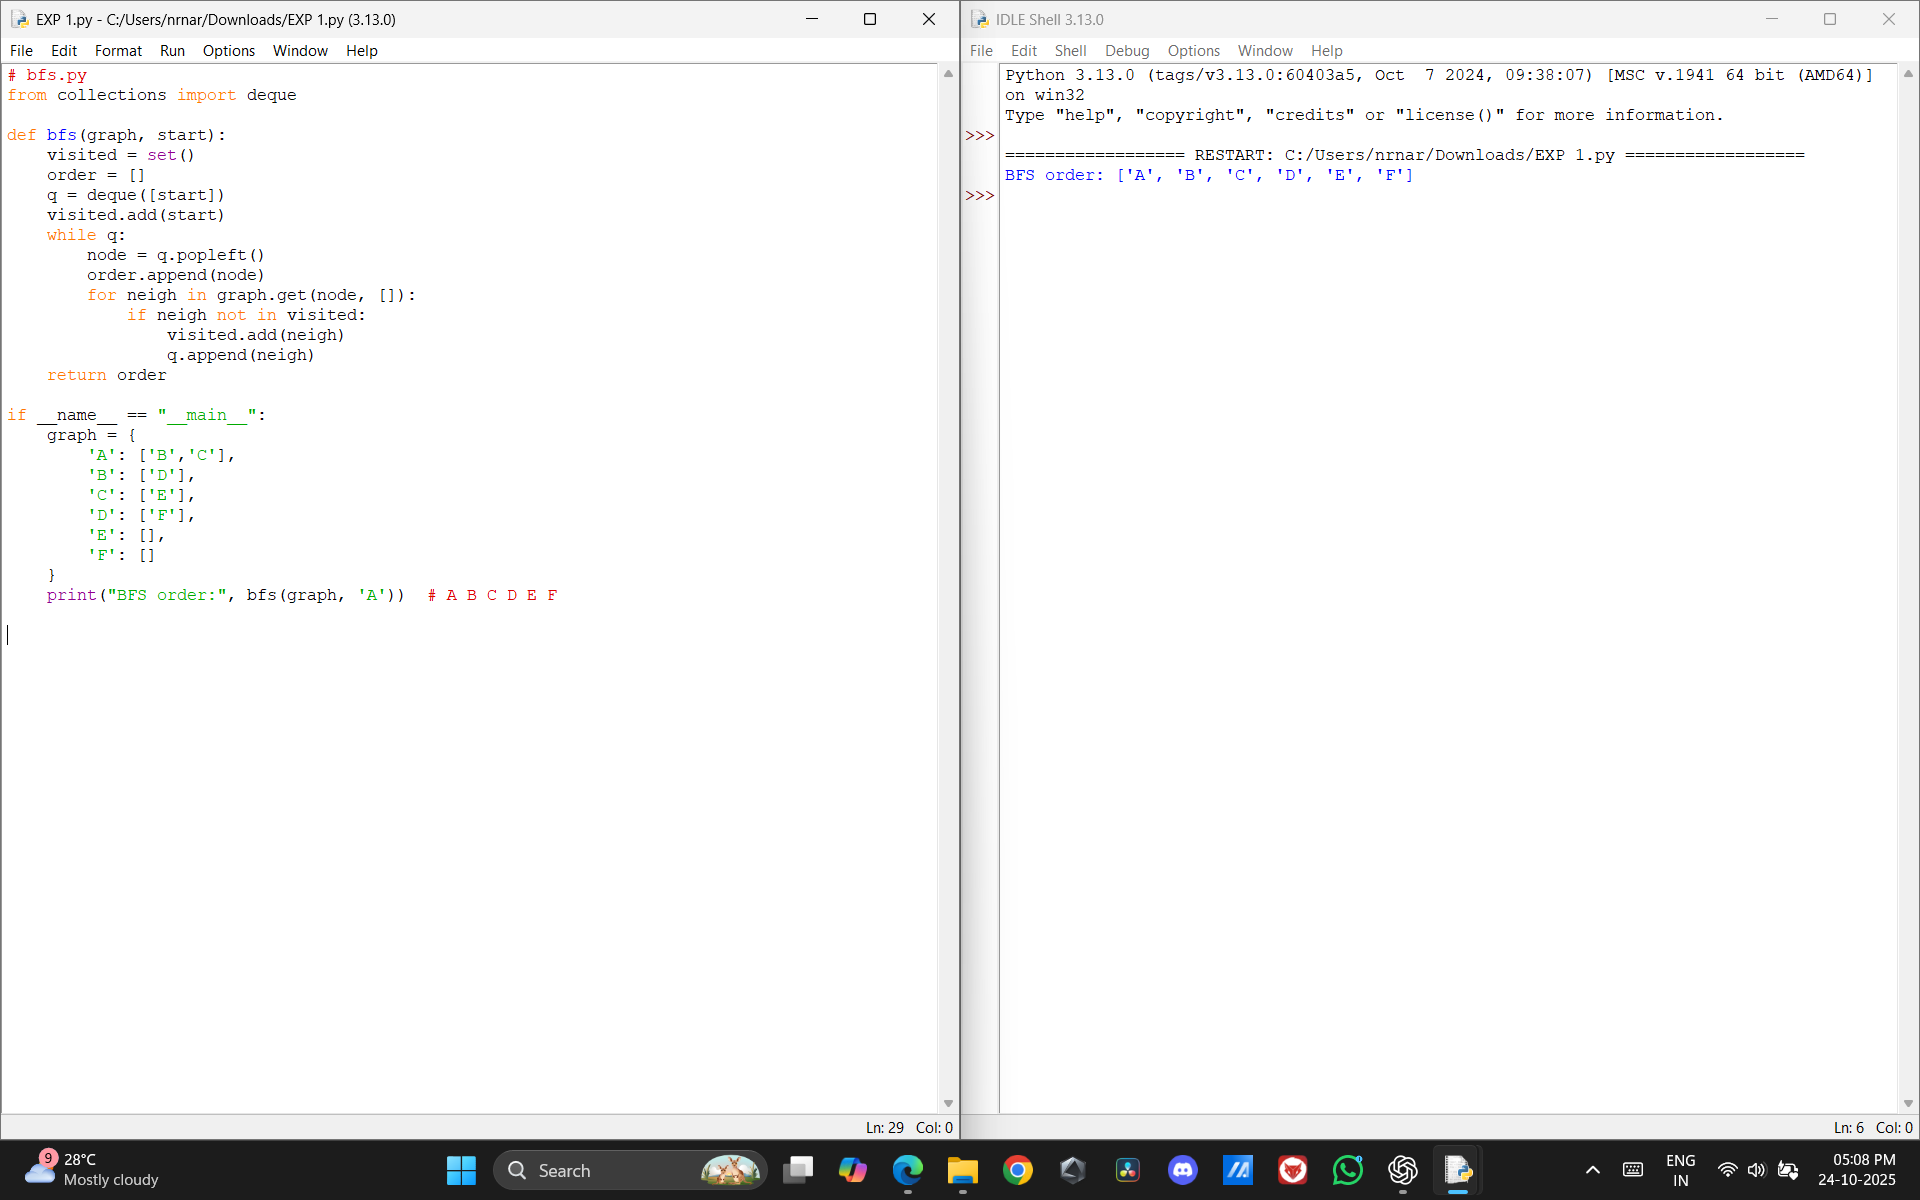 EXP 1.py - C:/Users/nrnar/Downloads/EXP 1.py (3.13.0)
File Edit Format Run Options Window Help
# bfs.py
from collections import deque
def bfs(graph, start):
    visited = set()
    order = []
    q = deque([start])
    visited.add(start)
    while q:
        node = q.popleft()
        order.append(node)
        for neigh in graph.get(node, []):
            if neigh not in visited:
                visited.add(neigh)
                q.append(neigh)
    return order
if __name__ == "__main__":
    graph = {
        'A': ['B','C'],
        'B': ['D'],
        'C': ['E'],
        'D': ['F'],
        'E': [],
        'F': []
    }
    print("BFS order:", bfs(graph, 'A'))  # A B C D E F
Ln: 29 Col: 0
IDLE Shell 3.13.0
File Edit Shell Debug Options Window Help
Python 3.13.0 (tags/v3.13.0:60403a5, Oct  7 2024, 09:38:07) [MSC v.1941 64 bit (AMD64)]
on win32
Type "help", "copyright", "credits" or "license()" for more information.
>>>
================== RESTART: C:/Users/nrnar/Downloads/EXP 1.py ==================
BFS order: ['A', 'B', 'C', 'D', 'E', 'F']
>>>
Ln: 6 Col: 0
9
28°C
Mostly cloudy
Search
ENG
IN
05:08 PM
24-10-2025